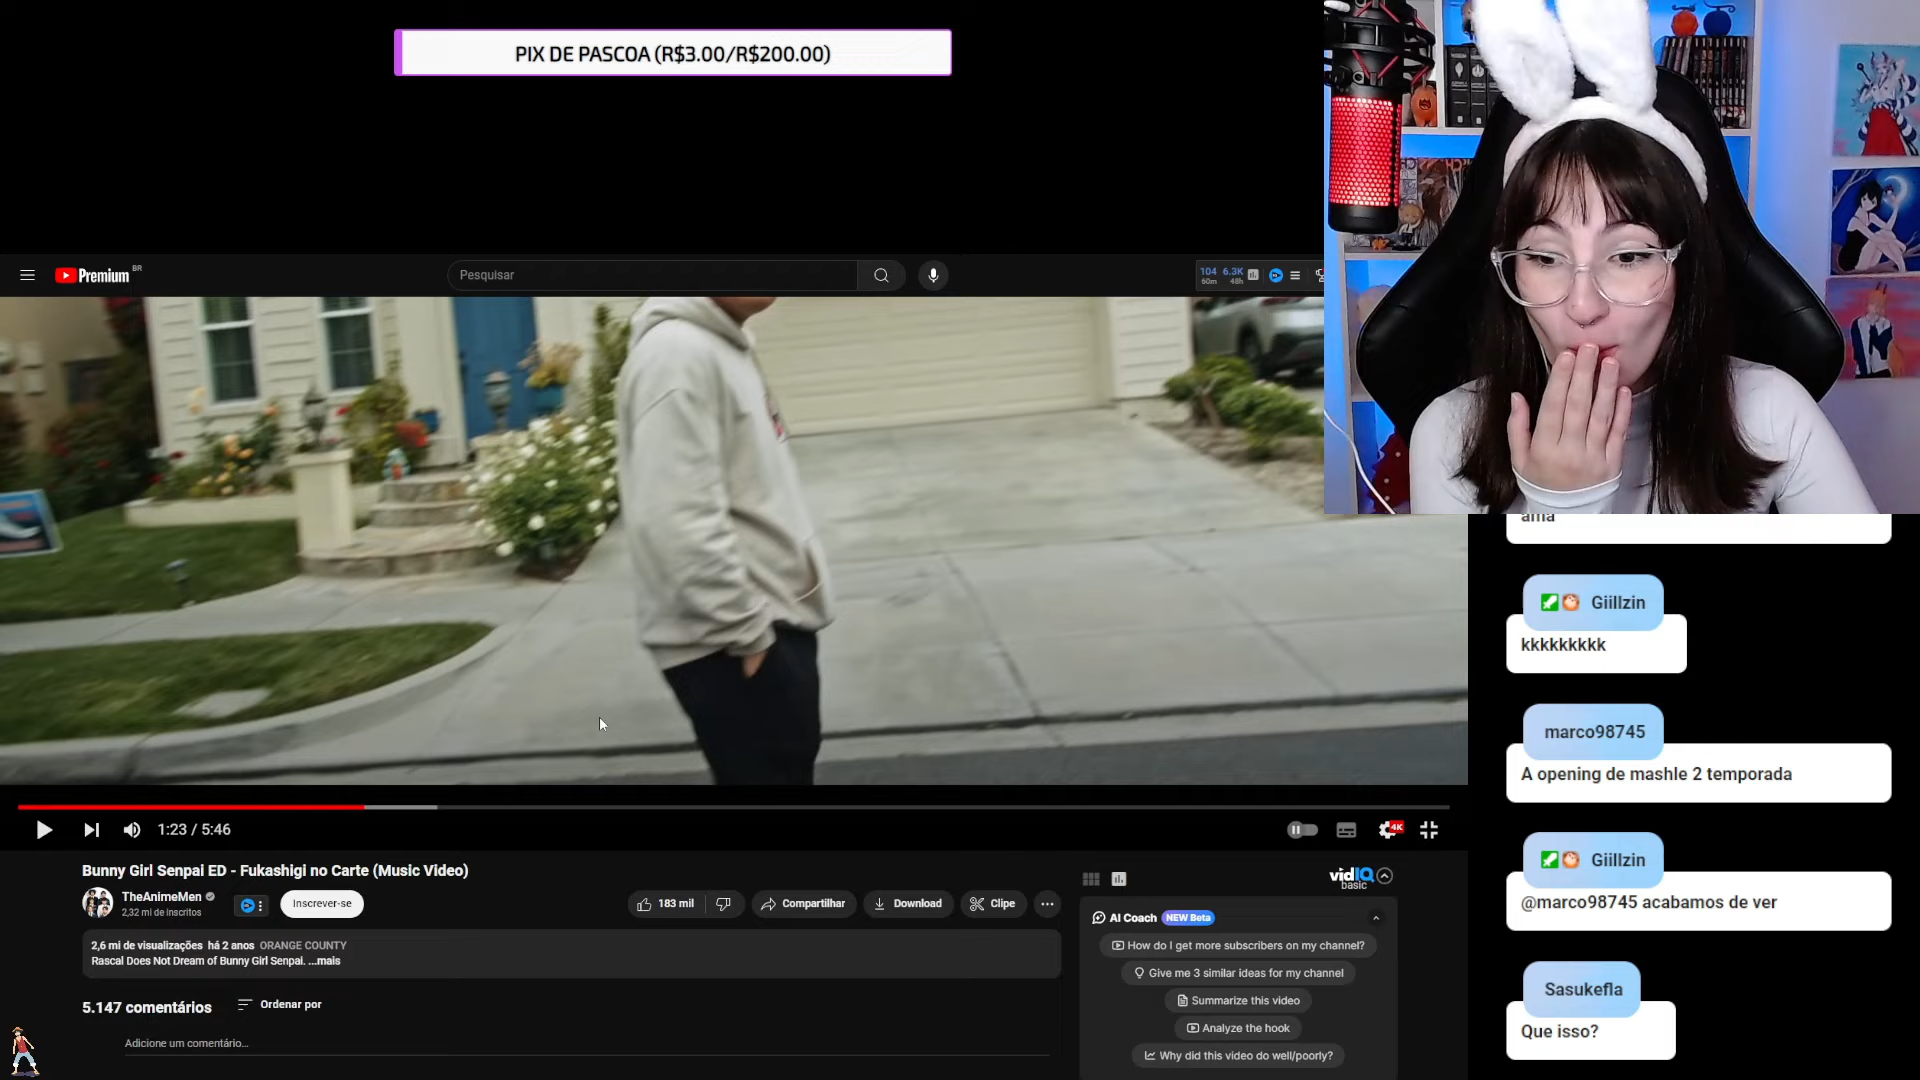 PIX DE PASCOA (R$3.00/R$200.00)
Premium BR
Pesquisar
104 6.3K
60m 48h
1:23 / 5:46
4K
Bunny Girl Senpai ED - Fukashigi no Carte (Music Video)
TheAnimeMen
2,32 mi de inscritos
Inscrever-se
183 mil
Compartilhar
Download
Clipe
2,6 mi de visualizações há 2 anos ORANGE COUNTY
Rascal Does Not Dream of Bunny Girl Senpai. ...mais
5.147 comentários
Ordenar por
Adicione um comentário...
vidIQ
basic
AI Coach NEW Beta
How do I get more subscribers on my channel?
Give me 3 similar ideas for my channel
Summarize this video
Analyze the hook
Why did this video do well/poorly?
ama
Giillzin
kkkkkkkkk
marco98745
A opening de mashle 2 temporada
Giillzin
@marco98745 acabamos de ver
Sasukefla
Que isso?